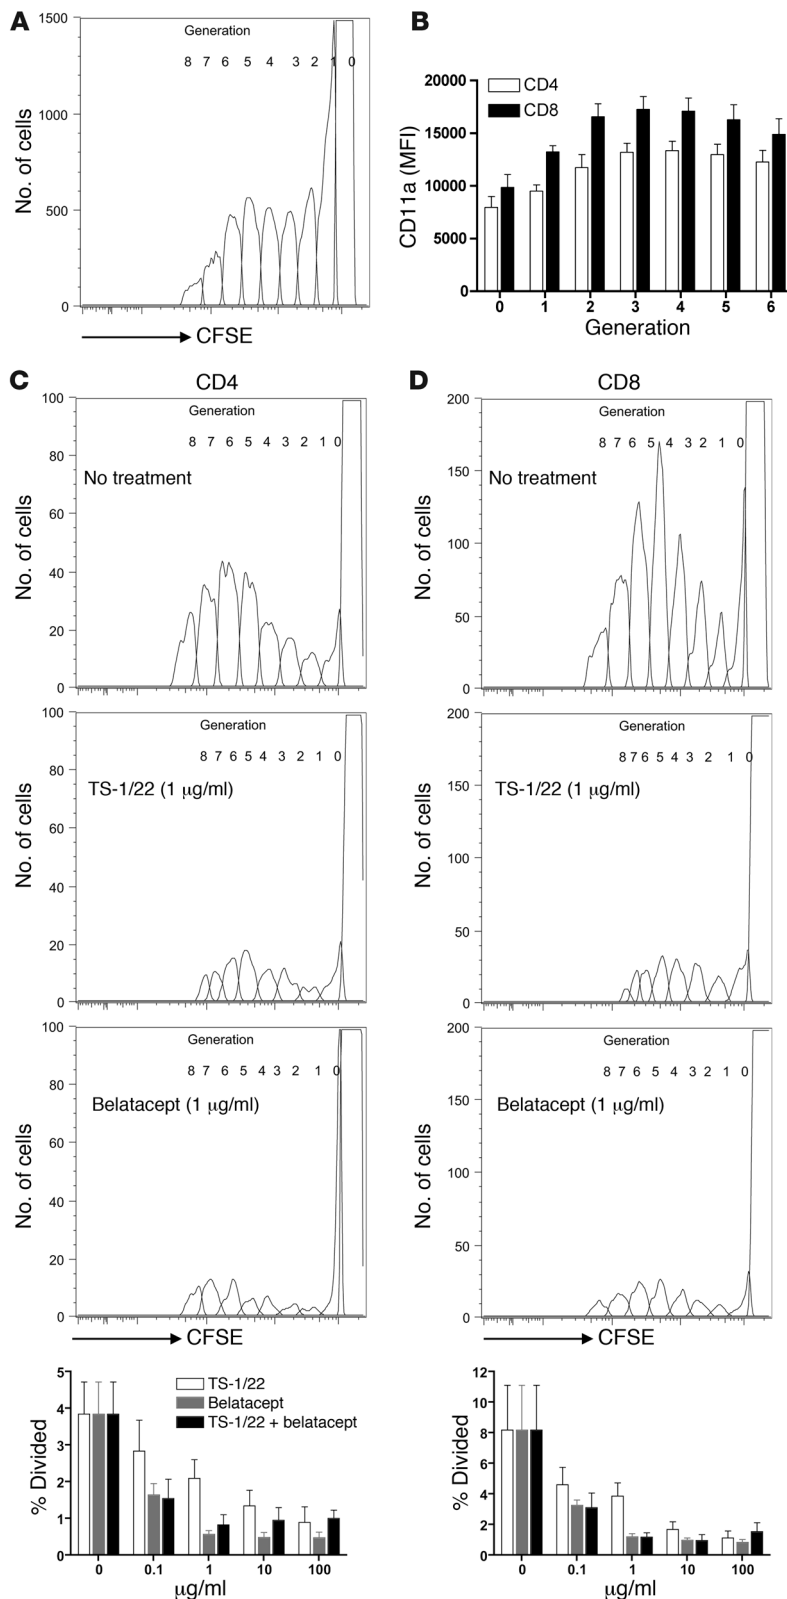 A
Generation
8 7 6 5 4 3 2 1 0
1500
1000
500
0
No. of cells
CFSE
B
CD4
CD8
20000
15000
10000
5000
0
CD11a (MFI)
0 1 2 3 4 5 6
Generation
C
CD4
Generation
8 7 6 5 4 3 2 1 0
No treatment
100
80
60
40
20
0
No. of cells
Generation
8 7 6 5 4 3 2 1 0
TS-1/22 (1 μg/ml)
100
80
60
40
20
0
No. of cells
Generation
8 7 6 5 4 3 2 1 0
Belatacept (1 μg/ml)
100
80
60
40
20
0
No. of cells
CFSE
TS-1/22
Belatacept
TS-1/22 + belatacept
5
4
3
2
1
0
% Divided
0 0.1 1 10 100
μg/ml
D
CD8
Generation
8 7 6 5 4 3 2 1 0
No treatment
200
150
100
50
0
No. of cells
Generation
8 7 6 5 4 3 2 1 0
TS-1/22 (1 μg/ml)
200
150
100
50
0
No. of cells
Generation
8 7 6 5 4 3 2 1 0
Belatacept (1 μg/ml)
200
150
100
50
0
No. of cells
CFSE
12
10
8
6
4
2
0
% Divided
0 0.1 1 10 100
μg/ml